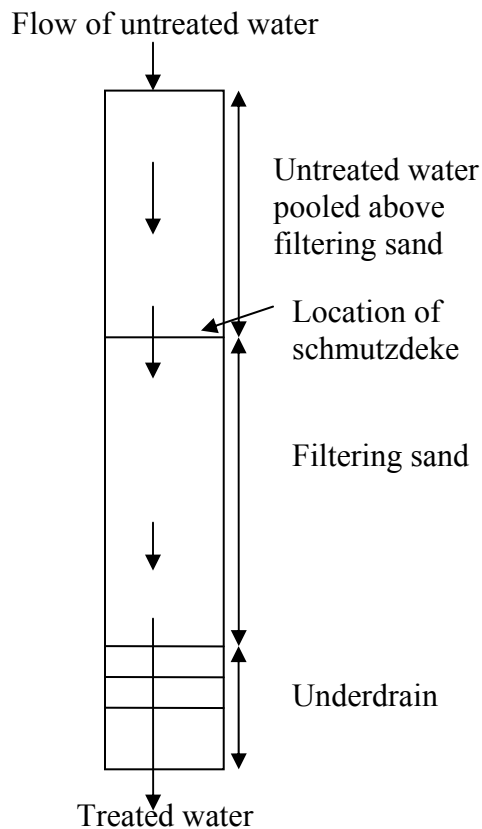 Flow of untreated water
Untreated water
pooled above
filtering sand
Location of
schmutzdeke
Filtering sand
Underdrain
Treated water